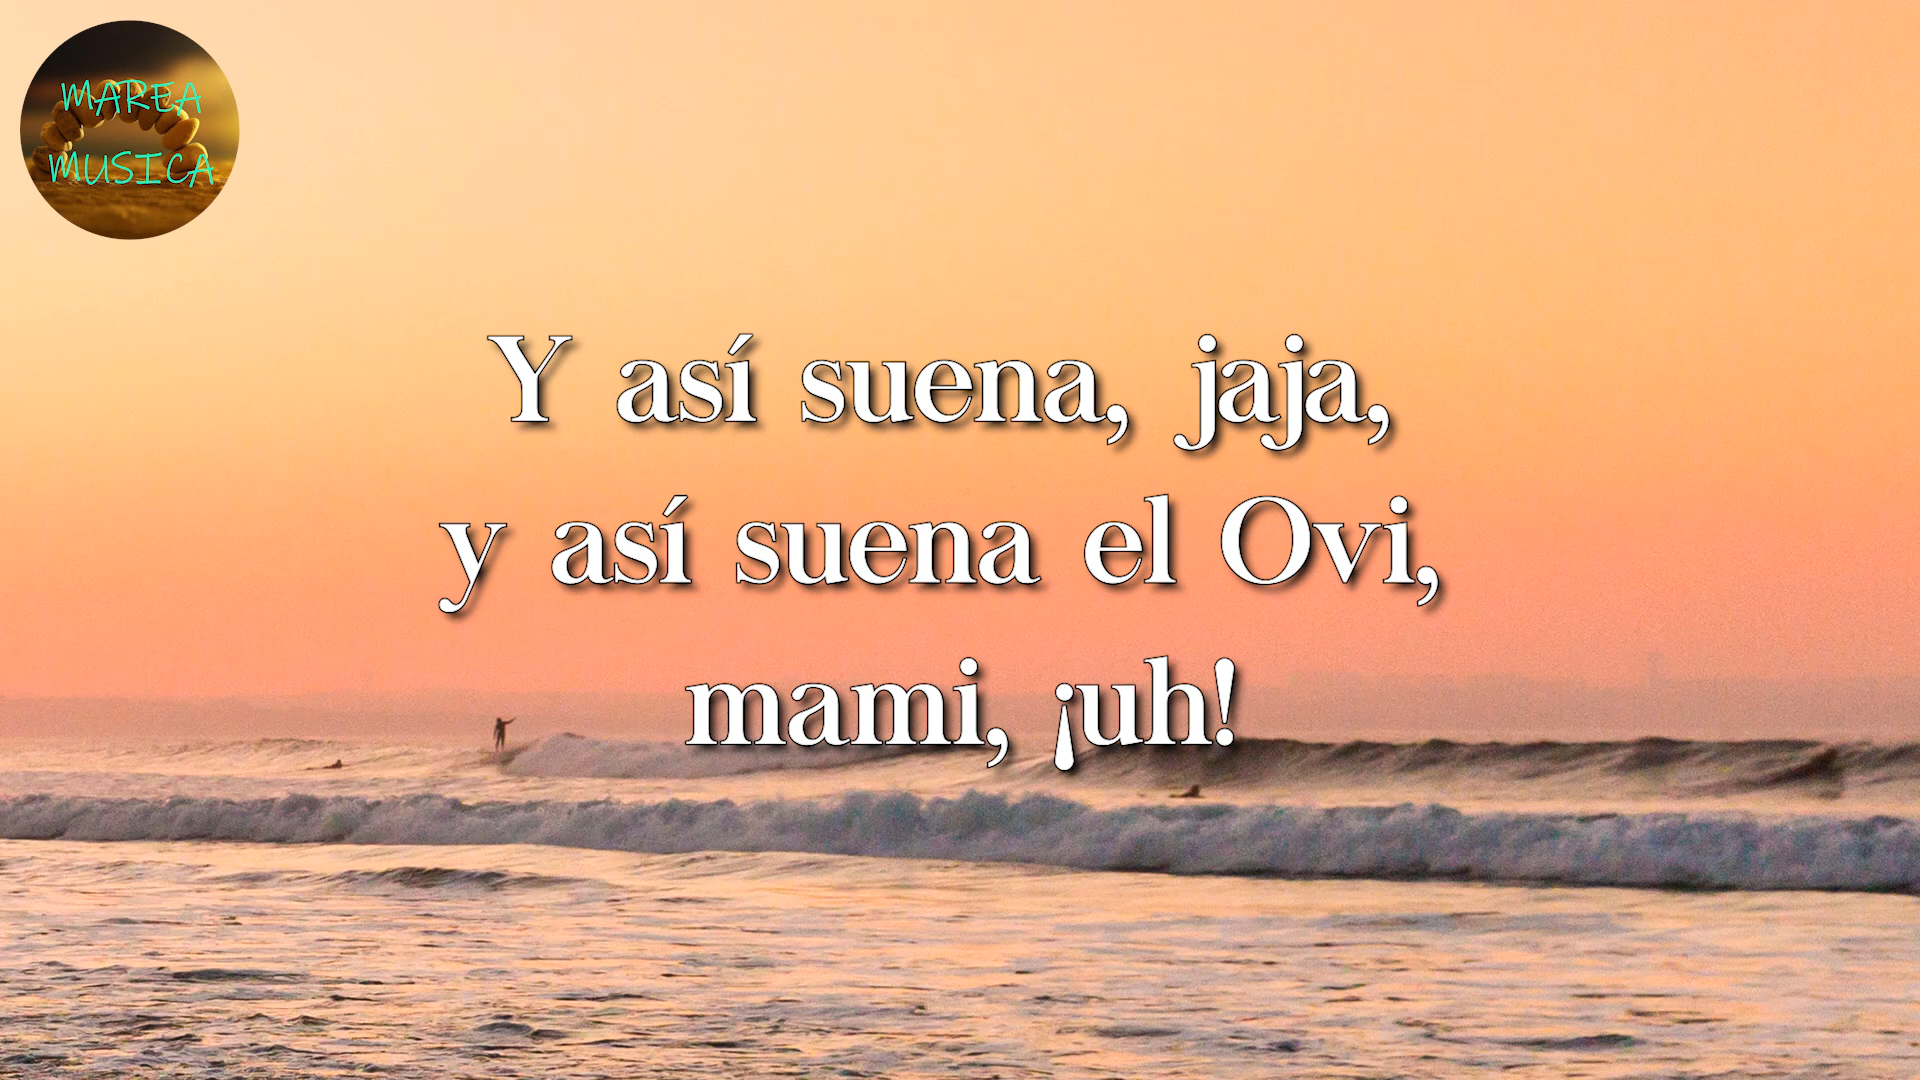 MAREA
MUSICA
Y así suena, jaja,
y así suena el Ovi,
mami, ¡uh!